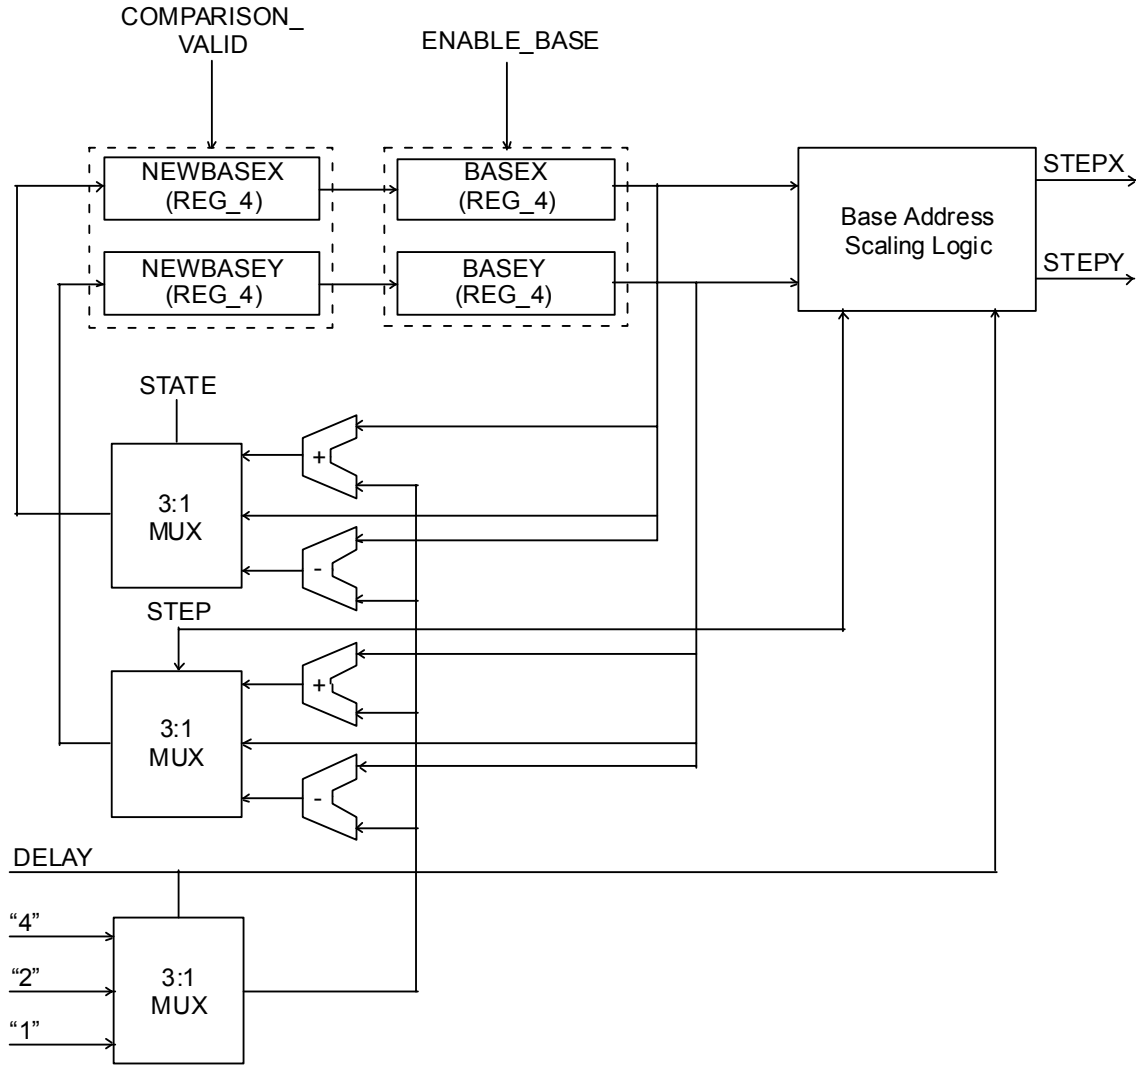 COMPARISON_
VALID
ENABLE_BASE
NEWBASEX
(REG_4)
BASEX
(REG_4)
NEWBASEY
(REG_4)
BASEY
(REG_4)
Base Address
Scaling Logic
STEPX
STEPY
STATE
3:1
MUX
+
-
STEP
3:1
MUX
+
-
DELAY
“4”
“2”
“1”
3:1
MUX